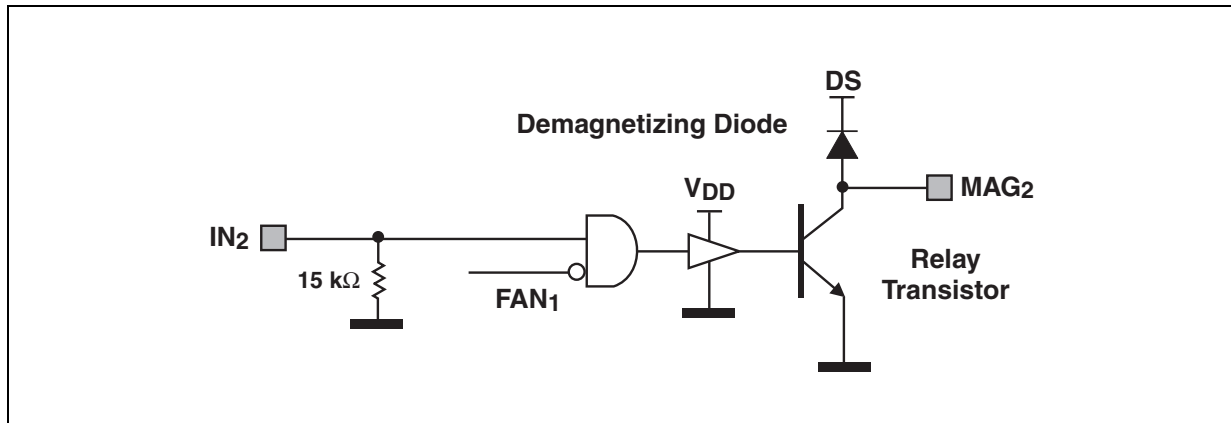 DS
Demagnetizing Diode
VDD
MAG2
IN2
15 kΩ
FAN1
Relay
Transistor